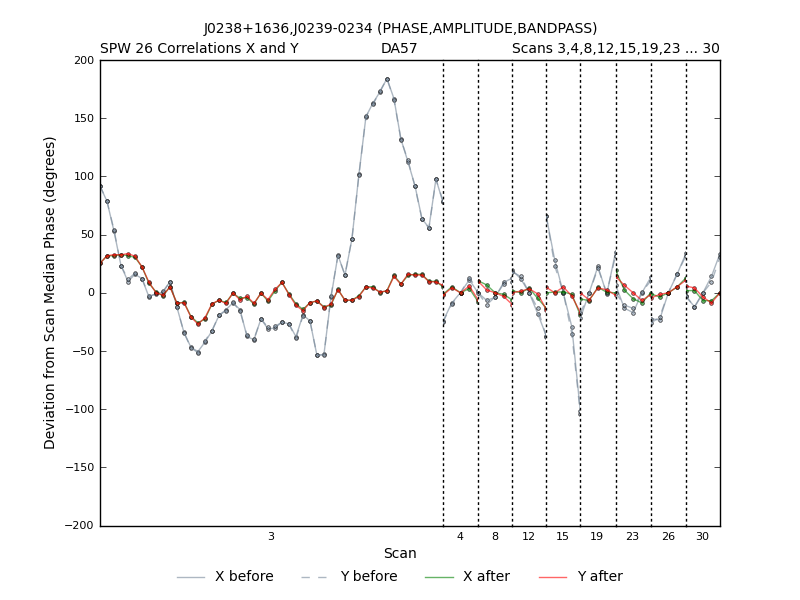 J0238+1636,J0239-0234 (PHASE,AMPLITUDE,BANDPASS)
SPW 26 Correlations X and Y DA57 Scans 3,4,8,12,15,19,23 ... 30
200
150
100
50
0
−50
−100
−150
−200
Deviation from Scan Median Phase (degrees)
3 4 8 12 15 19 23 26 30
Scan
X before Y before X after Y after